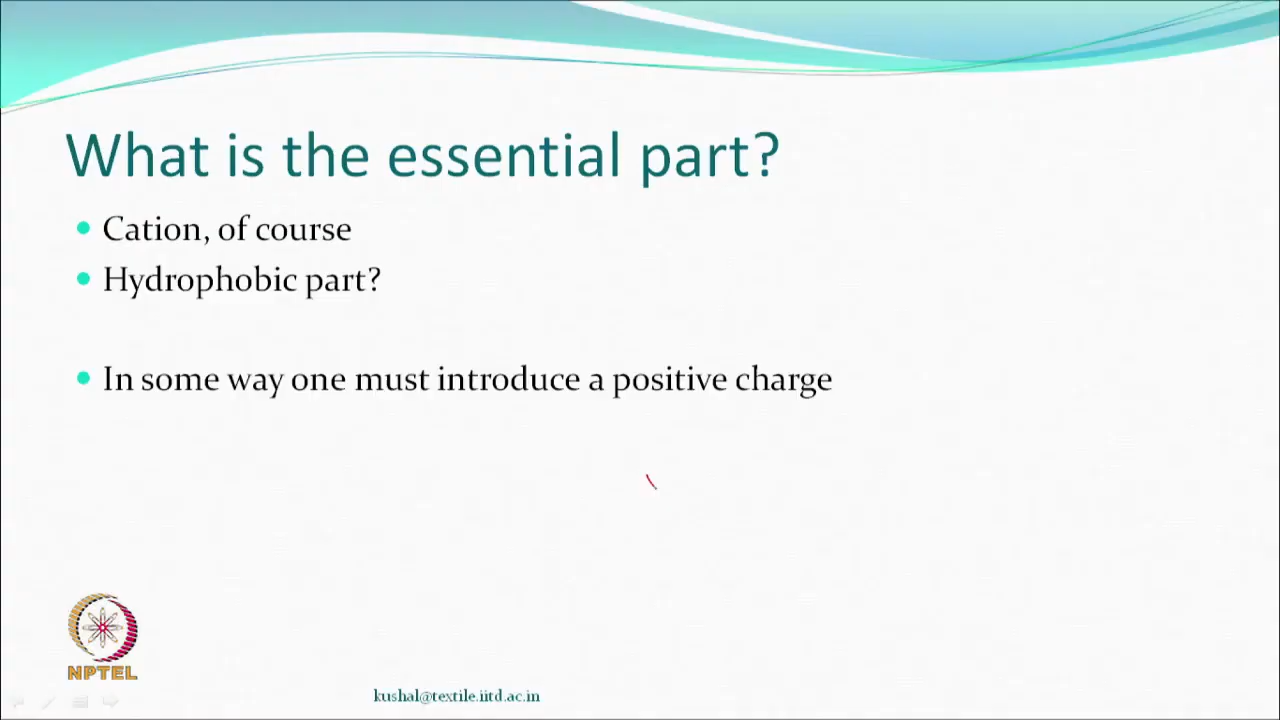 What is the essential part?
Cation, of course
Hydrophobic part?
In some way one must introduce a positive charge
NPTEL
kushal@textile.iitd.ac.in